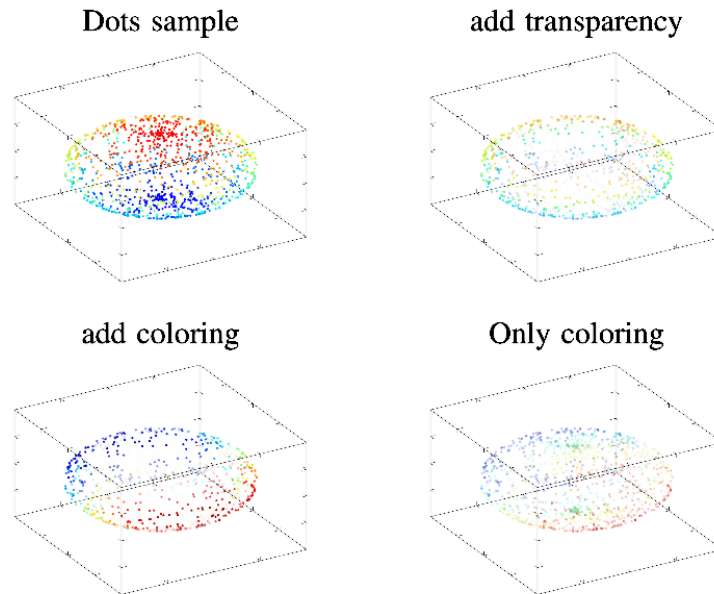 Dots sample
add transparency
add coloring
Only coloring